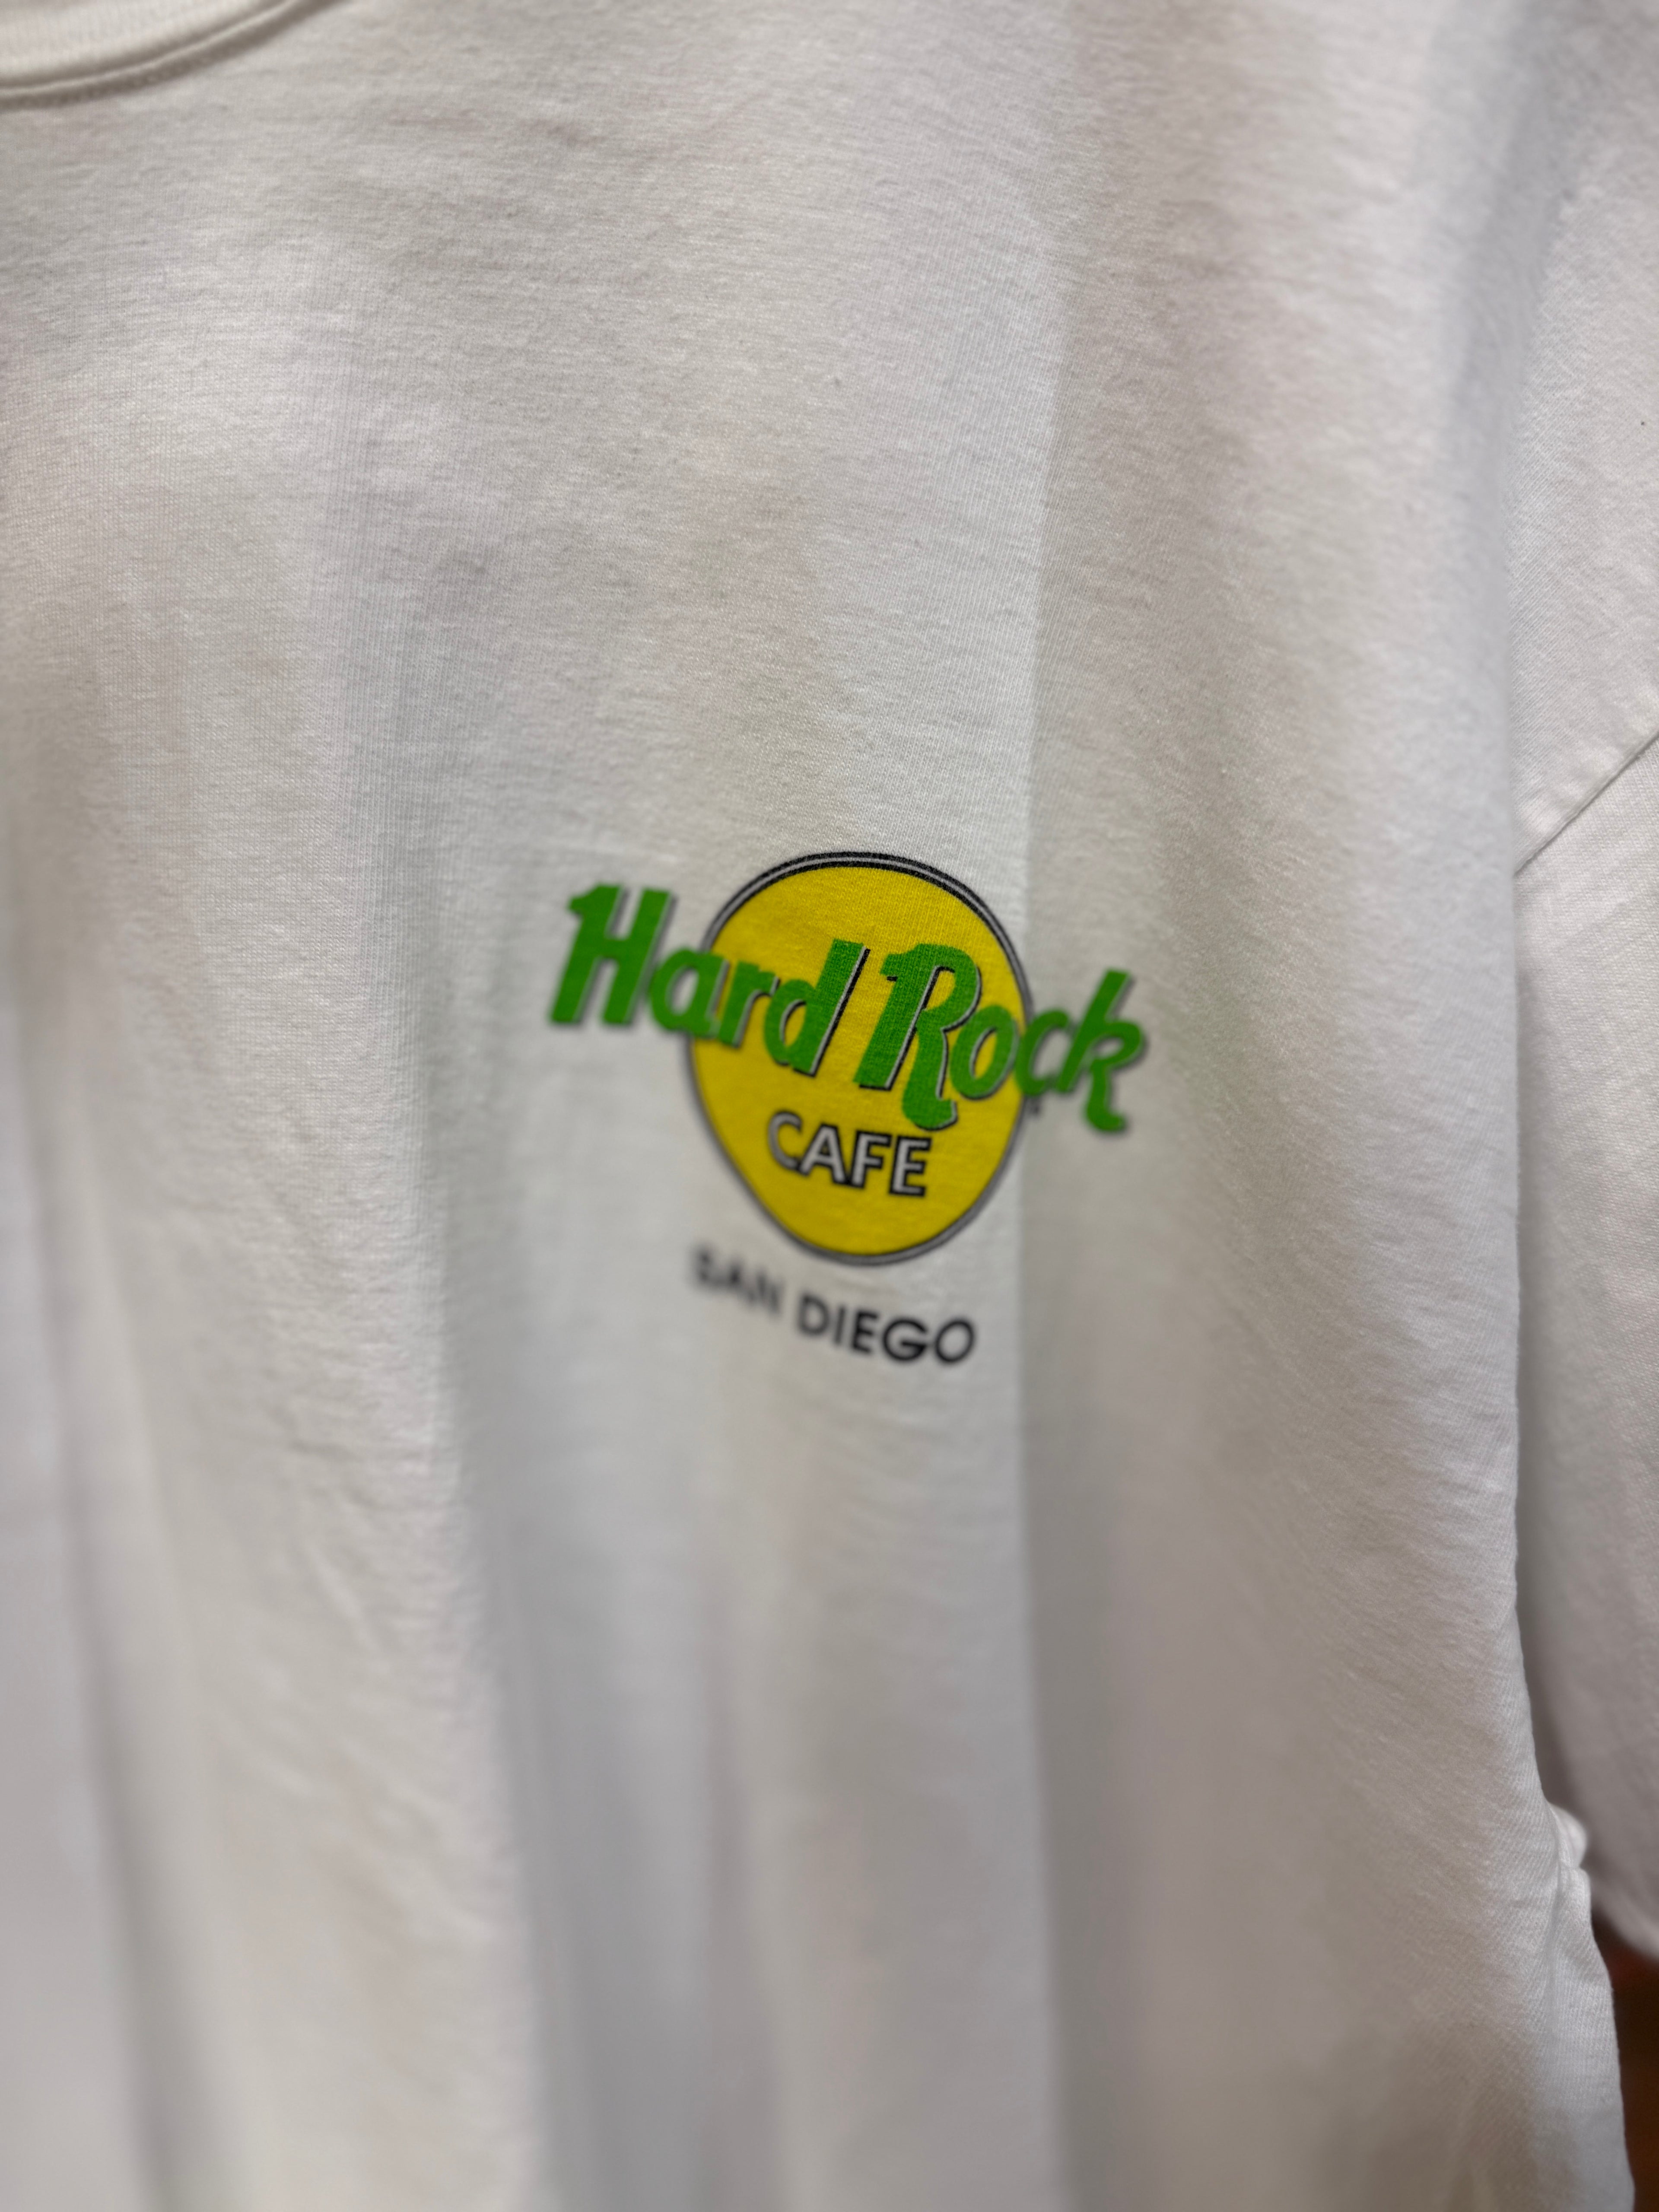 Hard Rock
CAFE
SAN DIEGO